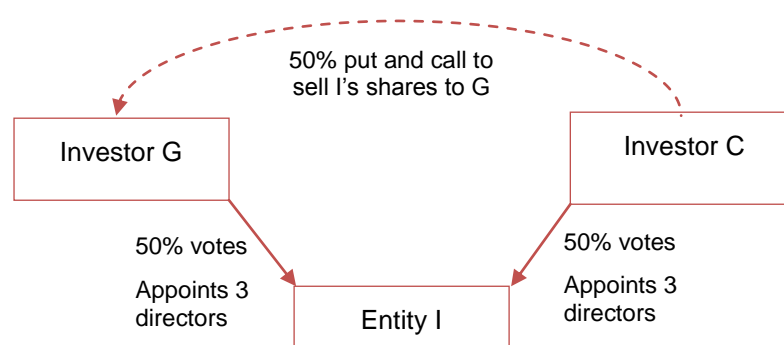 50% put and call to
sell I's shares to G
Investor G
Investor C
50% votes
Appoints 3
directors
50% votes
Appoints 3
directors
Entity I